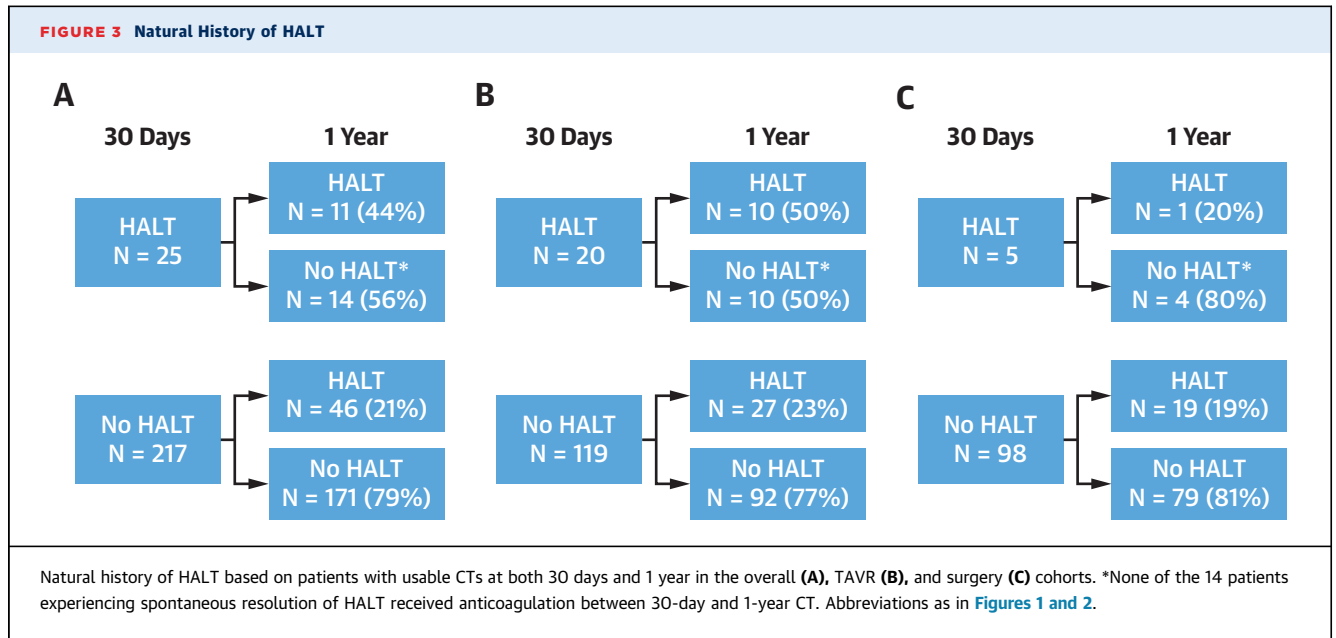 FIGURE 3 Natural History of HALT
A
30 Days
1 Year
HALT
N = 25
HALT
N = 11 (44%)
No HALT*
N = 14 (56%)
No HALT
N = 217
HALT
N = 46 (21%)
No HALT
N = 171 (79%)
B
30 Days
1 Year
HALT
N = 20
HALT
N = 10 (50%)
No HALT*
N = 10 (50%)
No HALT
N = 119
HALT
N = 27 (23%)
No HALT
N = 92 (77%)
C
30 Days
1 Year
HALT
N = 5
HALT
N = 1 (20%)
No HALT*
N = 4 (80%)
No HALT
N = 98
HALT
N = 19 (19%)
No HALT
N = 79 (81%)
Natural history of HALT based on patients with usable CTs at both 30 days and 1 year in the overall (A), TAVR (B), and surgery (C) cohorts. *None of the 14 patients
experiencing spontaneous resolution of HALT received anticoagulation between 30-day and 1-year CT. Abbreviations as in Figures 1 and 2.